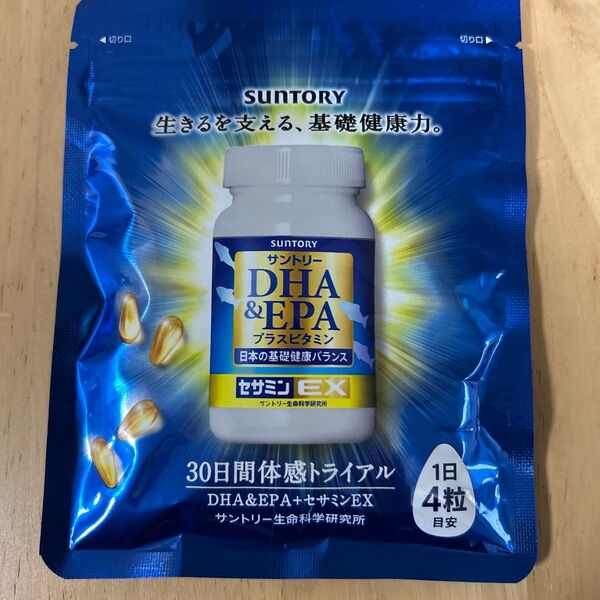 ◀切り口
切り口▶
SUNTORY
生きるを支える、基礎健康力。
SUNTORY
サントリー
DHA
&EPA
プラスビタミン
日本の基礎健康バランス
セサミンEX
サントリー生命科学研究所
30日間体感トライアル
DHA&EPA+セサミンEX
サントリー生命科学研究所
1日
4粒
目安